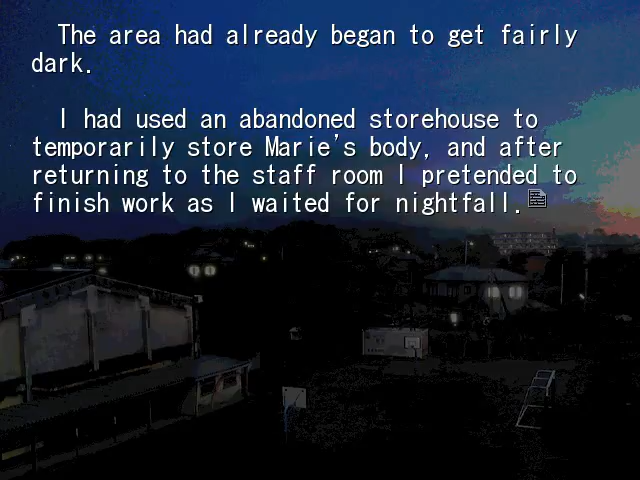 The area had already began to get fairly
dark.
I had used an abandoned storehouse to
temporarily store Marie's body, and after
returning to the staff room I pretended to
finish work as I waited for nightfall.